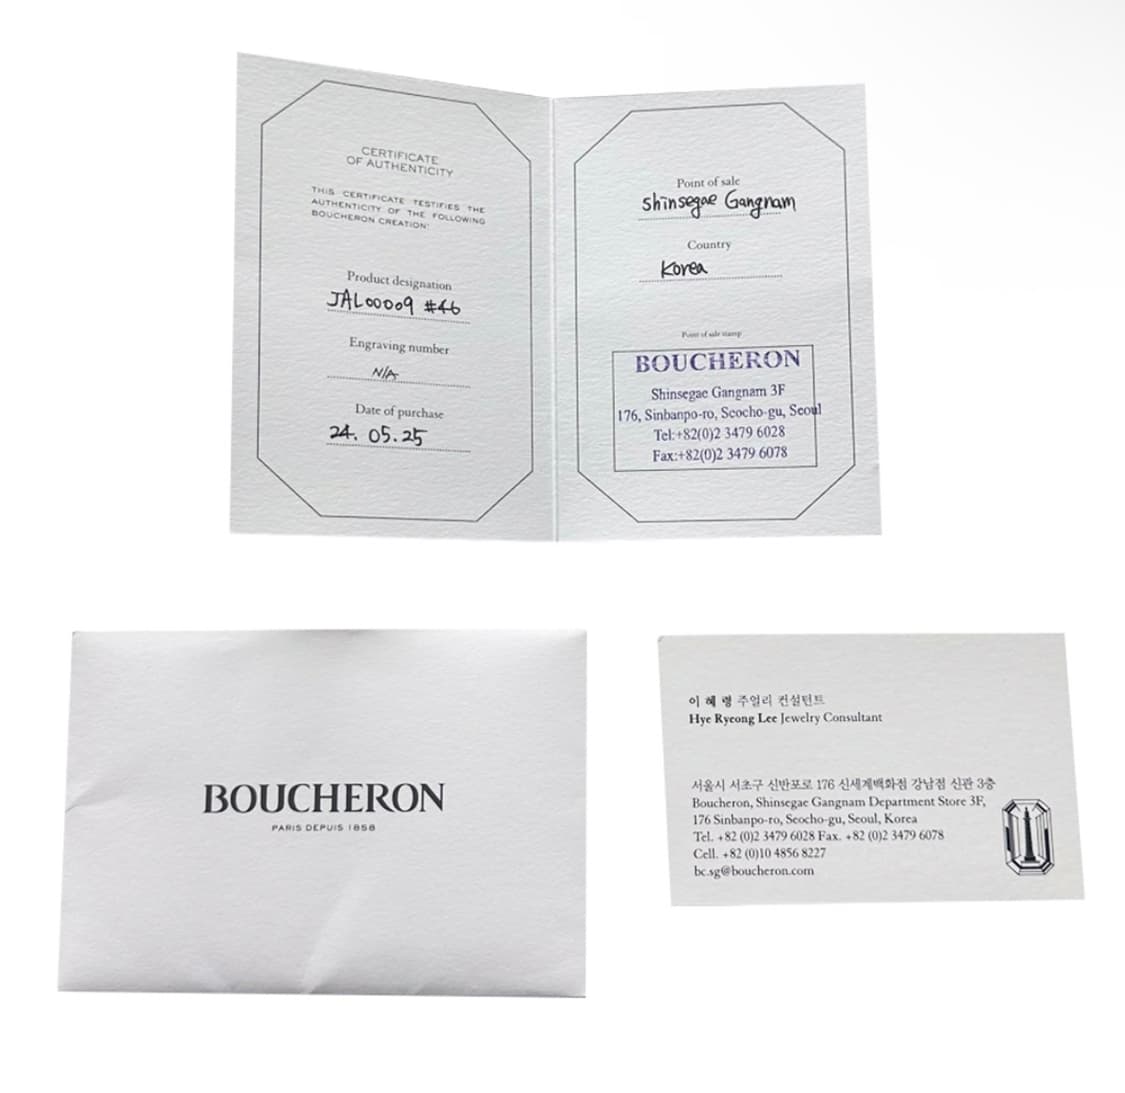 CERTIFICATE
OF AUTHENTICITY
THIS CERTIFICATE TESTIFIES THE
AUTHENTICITY OF THE FOLLOWING
BOUCHERON CREATION:
Product designation
JAL00009 #46
Engraving number
N/A
Date of purchase
24. 05. 25
Point of sale
Shinsegae Gangnam
Country
Korea
Point of sale stamp
BOUCHERON
Shinsegae Gangnam 3F
176, Sinbanpo-ro, Seocho-gu, Seoul
Tel:+82(0)2 3479 6028
Fax:+82(0)2 3479 6078
BOUCHERON
PARIS DEPUIS 1858
이 혜 령 주얼리 컨설턴트
Hye Ryeong Lee Jewelry Consultant
서울시 서초구 신반포로 176 신세계백화점 강남점 신관 3층
Boucheron, Shinsegae Gangnam Department Store 3F,
176 Sinbanpo-ro, Seocho-gu, Seoul, Korea
Tel. +82 (0)2 3479 6028 Fax. +82 (0)2 3479 6078
Cell. +82 (0)10 4856 8227
bc.sg@boucheron.com